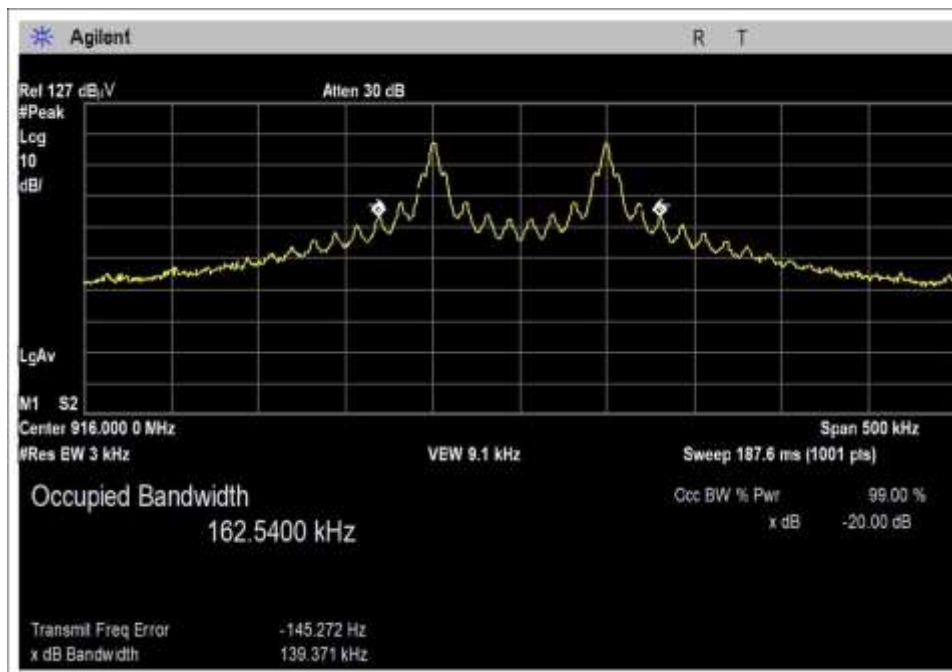 Agilent R T
Ref 127 dBµV Atten 30 dB
#Peak
Log
10
dB/
LgAv
M1 S2
Center 916.000 0 MHz Span 500 kHz
#Res BW 3 kHz VBW 9.1 kHz Sweep 187.6 ms (1001 pts)
Occupied Bandwidth Occ BW % Pwr 99.00 %
162.5400 kHz x dB -20.00 dB
Transmit Freq Error -145.272 Hz
x dB Bandwidth 139.371 kHz